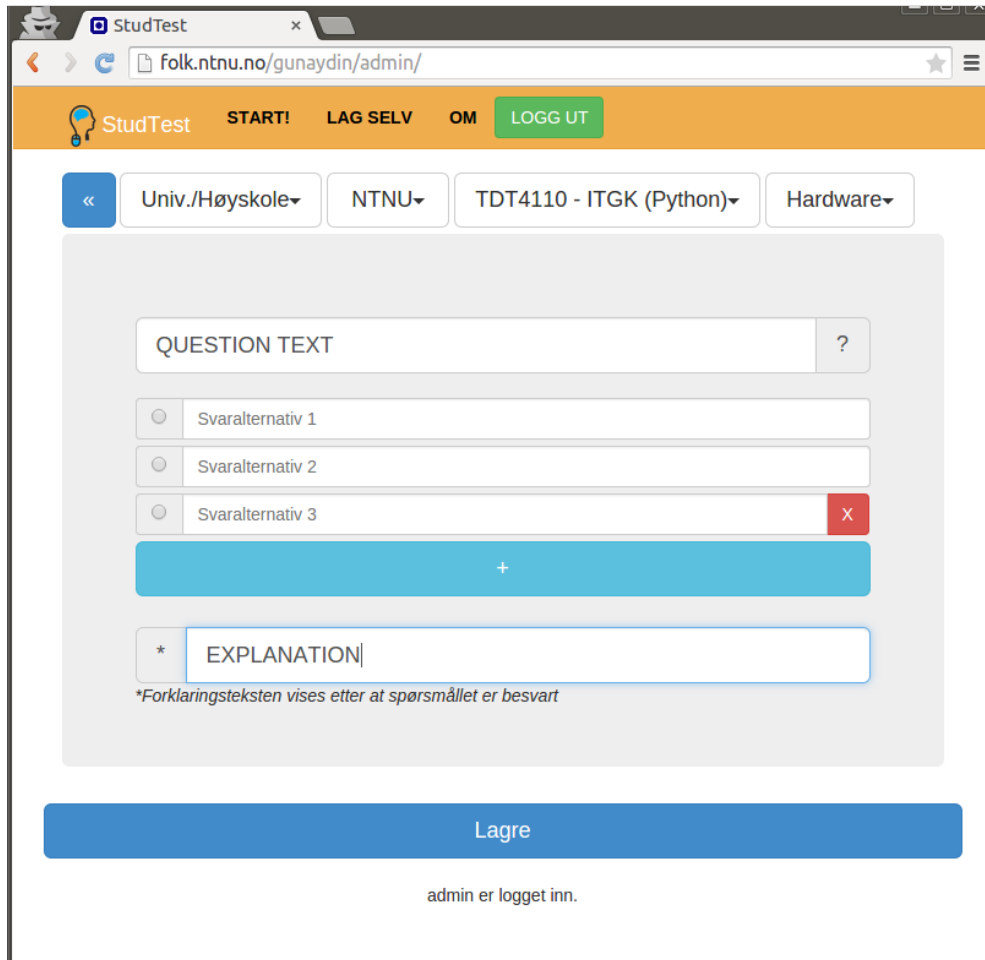 StudTest ×
folk.ntnu.no/gunaydin/admin/
StudTest START! LAG SELV OM LOGG UT
« Univ./Høyskole NTNU TDT4110 - ITGK (Python) Hardware
QUESTION TEXT ?
Svaralternativ 1
Svaralternativ 2
Svaralternativ 3 X
+
* EXPLANATION
*Forklaringsteksten vises etter at spørsmållet er besvart
Lagre
admin er logget inn.